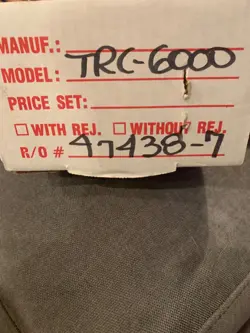 MANUF.:
MODEL: TRC-6000
PRICE SET:
☐ WITH REJ. ☐ WITHOUT REJ.
R/O # 47438-7